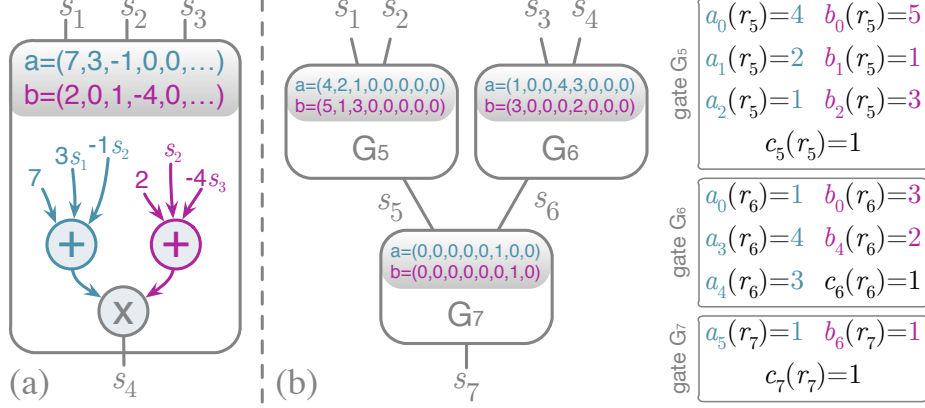 s₁ s₂ s₃
a=(7,3,-1,0,0,...)
b=(2,0,1,-4,0,...)
7 3s₁ -1s₂ 2 s₂ -4s₃
+ +
x
s₄
(a)
s₁ s₂ s₃ s₄
a=(4,2,1,0,0,0,0,0)
b=(5,1,3,0,0,0,0,0)
G₅
a=(1,0,0,4,3,0,0,0)
b=(3,0,0,0,2,0,0,0)
G₆
s₅ s₆
a=(0,0,0,0,0,1,0,0)
b=(0,0,0,0,0,0,1,0)
G₇
s₇
(b)
gate G₅
a₀(r₅)=4 b₀(r₅)=5
a₁(r₅)=2 b₁(r₅)=1
a₂(r₅)=1 b₂(r₅)=3
c₅(r₅)=1
gate G₆
a₀(r₆)=1 b₀(r₆)=3
a₃(r₆)=4 b₄(r₆)=2
a₄(r₆)=3 c₆(r₆)=1
gate G₇
a₅(r₇)=1 b₆(r₇)=1
c₇(r₇)=1